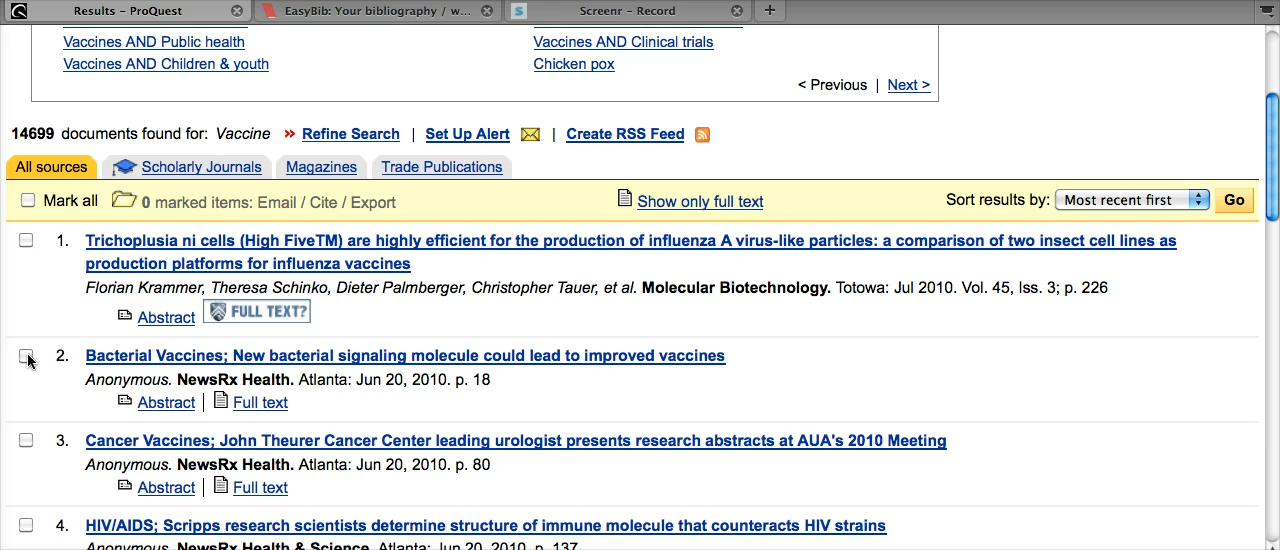 Results – ProQuest
EasyBib: Your bibliography / w...
Screenr – Record
Vaccines AND Public health
Vaccines AND Clinical trials
Vaccines AND Children & youth
Chicken pox
< Previous | Next >
14699 documents found for: Vaccine » Refine Search | Set Up Alert | Create RSS Feed
All sources Scholarly Journals Magazines Trade Publications
Mark all 0 marked items: Email / Cite / Export Show only full text Sort results by: Most recent first Go
1. Trichoplusia ni cells (High FiveTM) are highly efficient for the production of influenza A virus-like particles: a comparison of two insect cell lines as
production platforms for influenza vaccines
Florian Krammer, Theresa Schinko, Dieter Palmberger, Christopher Tauer, et al. Molecular Biotechnology. Totowa: Jul 2010. Vol. 45, Iss. 3; p. 226
Abstract FULL TEXT?
2. Bacterial Vaccines; New bacterial signaling molecule could lead to improved vaccines
Anonymous. NewsRx Health. Atlanta: Jun 20, 2010. p. 18
Abstract | Full text
3. Cancer Vaccines; John Theurer Cancer Center leading urologist presents research abstracts at AUA's 2010 Meeting
Anonymous. NewsRx Health. Atlanta: Jun 20, 2010. p. 80
Abstract | Full text
4. HIV/AIDS; Scripps research scientists determine structure of immune molecule that counteracts HIV strains
Anonymous. NewsRx Health & Science. Atlanta: Jun 20, 2010. p. 137